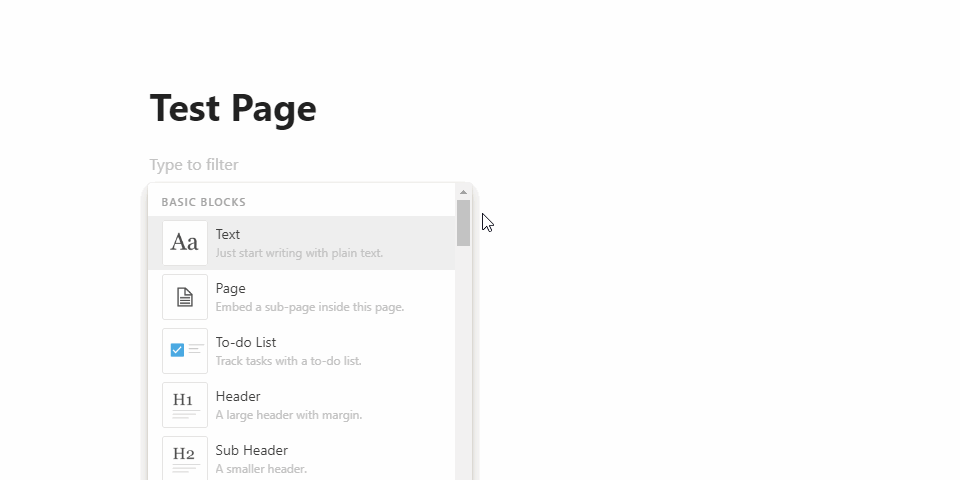 Test Page
Type to filter
BASIC BLOCKS
Aa
Text
Just start writing with plain text.
Page
Embed a sub-page inside this page.
To-do List
Track tasks with a to-do list.
H1
Header
A large header with margin.
H2
Sub Header
A smaller header.